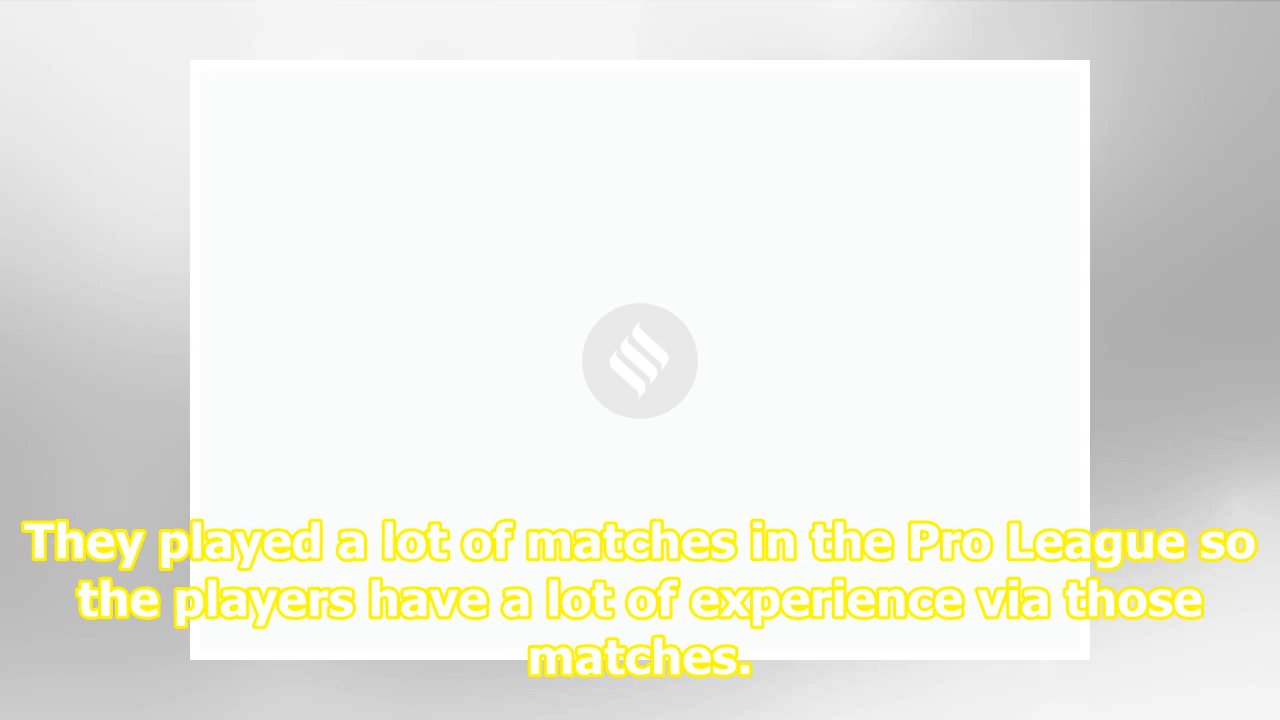 They played a lot of matches in the Pro League so
the players have a lot of experience via those
matches.